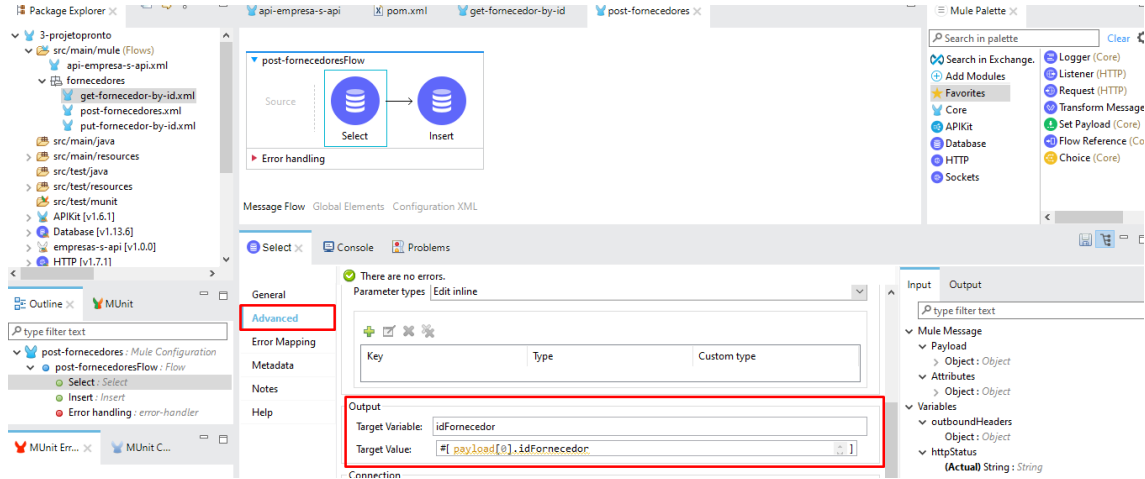 Package Explorer
3-projetopronto
src/main/mule (Flows)
api-empresa-s-api.xml
fornecedores
get-fornecedor-by-id.xml
post-fornecedores.xml
put-fornecedor-by-id.xml
src/main/java
src/main/resources
src/test/java
src/test/resources
src/test/munit
APIKit [v1.6.1]
Database [v1.13.6]
empresas-s-api [v1.0.0]
HTTP [v1.7.1]
Outline
MUnit
type filter text
post-fornecedores : Mule Configuration
post-fornecedoresFlow : Flow
Select : Select
Insert : Insert
Error handling : error-handler
MUnit Err...
MUnit C...
api-empresa-s-api
pom.xml
get-fornecedor-by-id
post-fornecedores
post-fornecedoresFlow
Source
Select
Insert
Error handling
Message Flow
Global Elements
Configuration XML
Mule Palette
Search in palette
Clear
Search in Exchange.
Add Modules
Favorites
Core
APIKit
Database
HTTP
Sockets
Logger (Core)
Listener (HTTP)
Request (HTTP)
Transform Message
Set Payload (Core)
Flow Reference (Co
Choice (Core)
Select
Console
Problems
There are no errors.
General
Advanced
Error Mapping
Metadata
Notes
Help
Parameter types
Edit inline
Key
Type
Custom type
Output
Target Variable:
idFornecedor
Target Value:
#[ payload[0].idFornecedor ]
Connection
Input
Output
type filter text
Mule Message
Payload
Object : Object
Attributes
Object : Object
Variables
outboundHeaders
Object : Object
httpStatus
(Actual) String : String